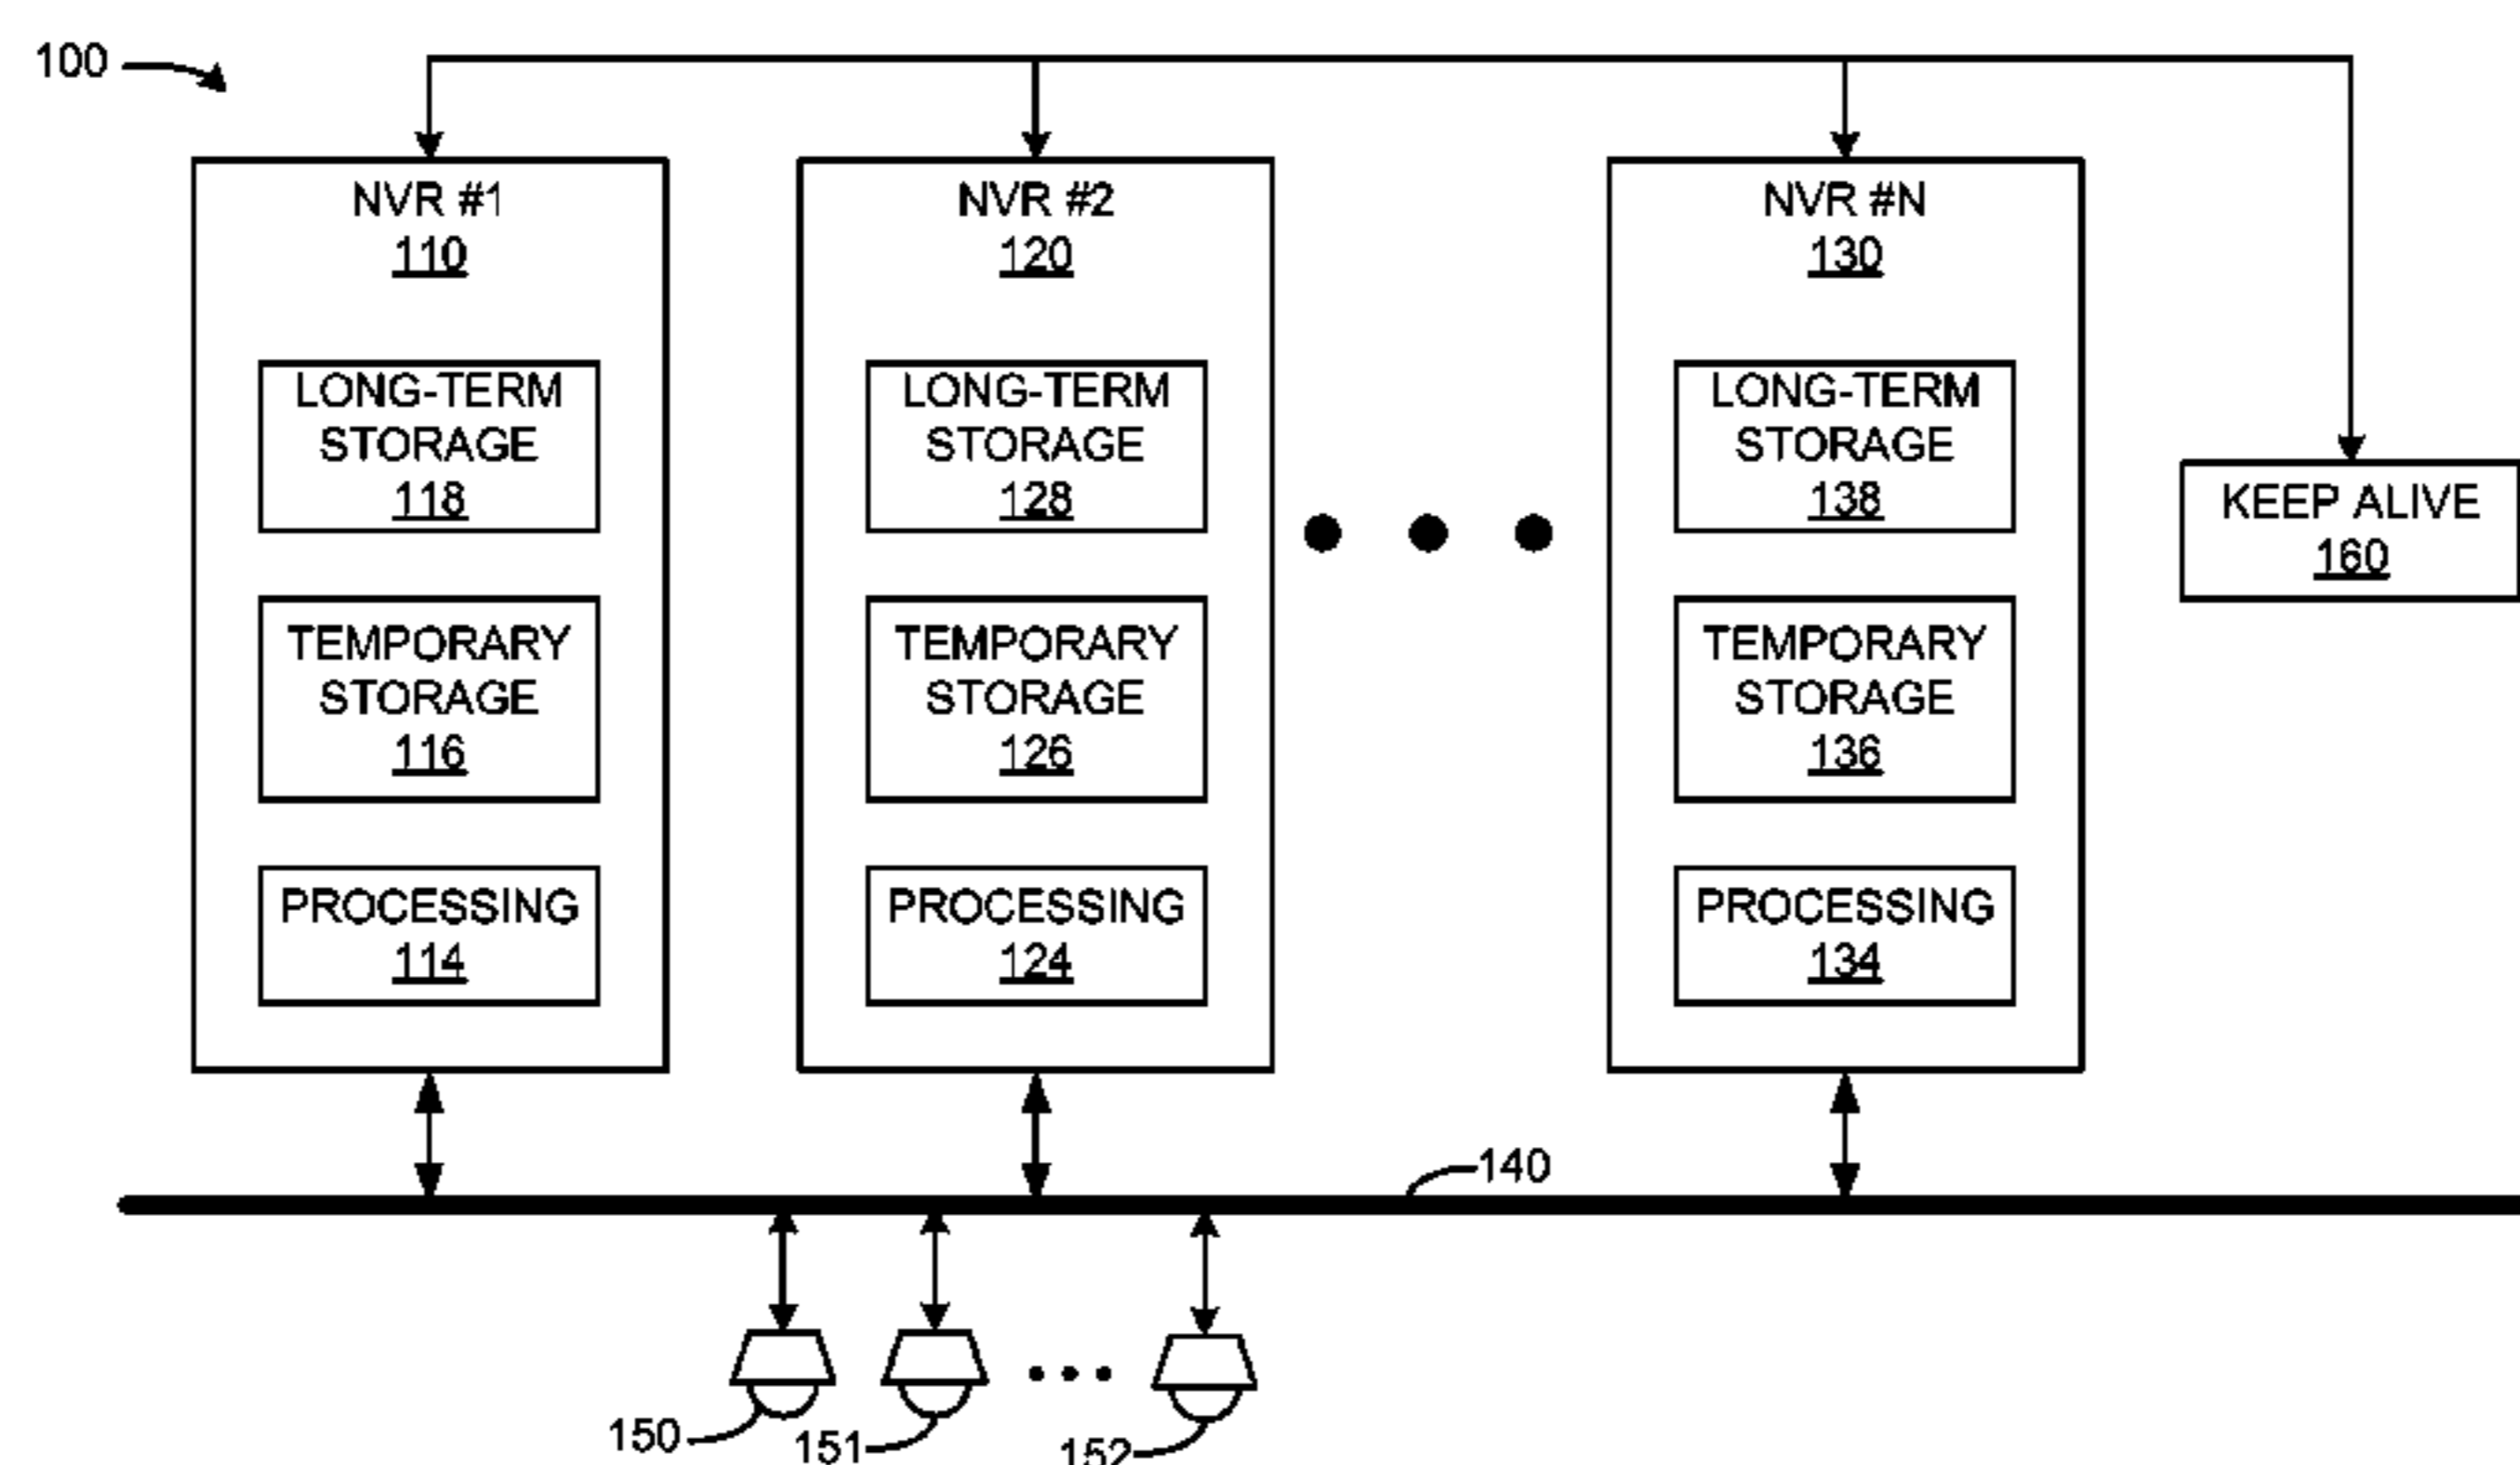 100
NVR #1
110
LONG-TERM
STORAGE
118
TEMPORARY
STORAGE
116
PROCESSING
114
NVR #2
120
LONG-TERM
STORAGE
128
TEMPORARY
STORAGE
126
PROCESSING
124
NVR #N
130
LONG-TERM
STORAGE
138
TEMPORARY
STORAGE
136
PROCESSING
134
KEEP ALIVE
160
140
150
151
152